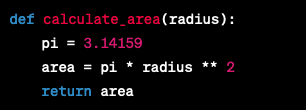 def calculate_area(radius):
    pi = 3.14159
    area = pi * radius ** 2
    return area